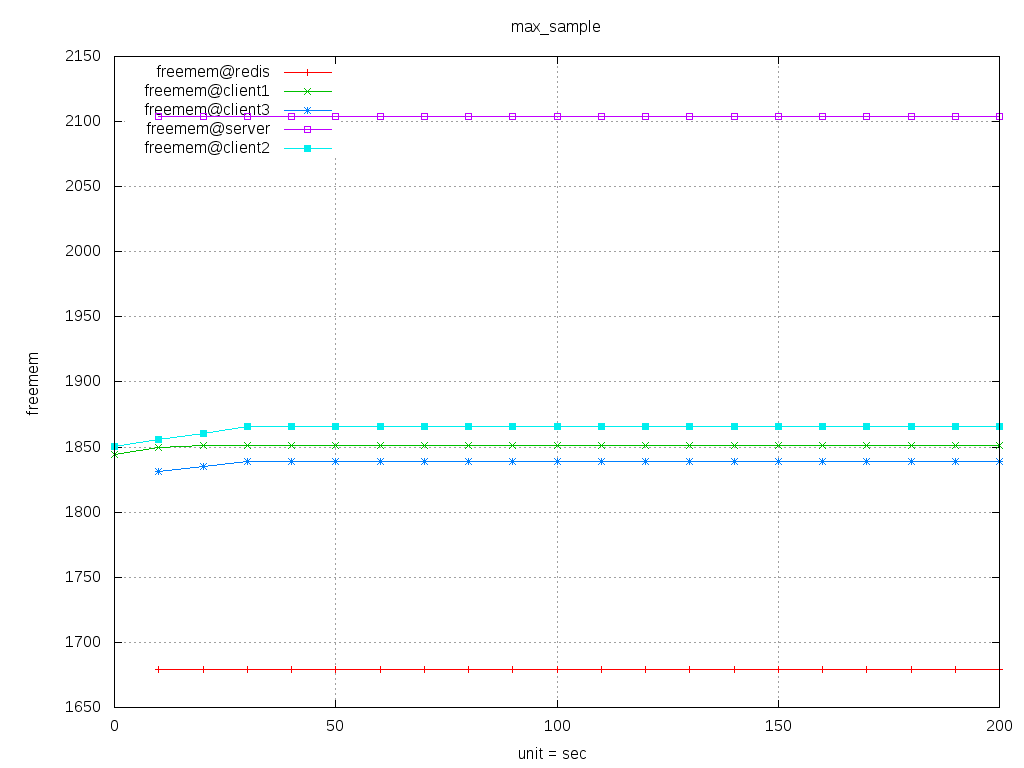 max_sample
2150
2100
2050
2000
1950
1900
1850
1800
1750
1700
1650
freemem
freemem@redis
freemem@client1
freemem@client3
freemem@server
freemem@client2
0 50 100 150 200
unit = sec